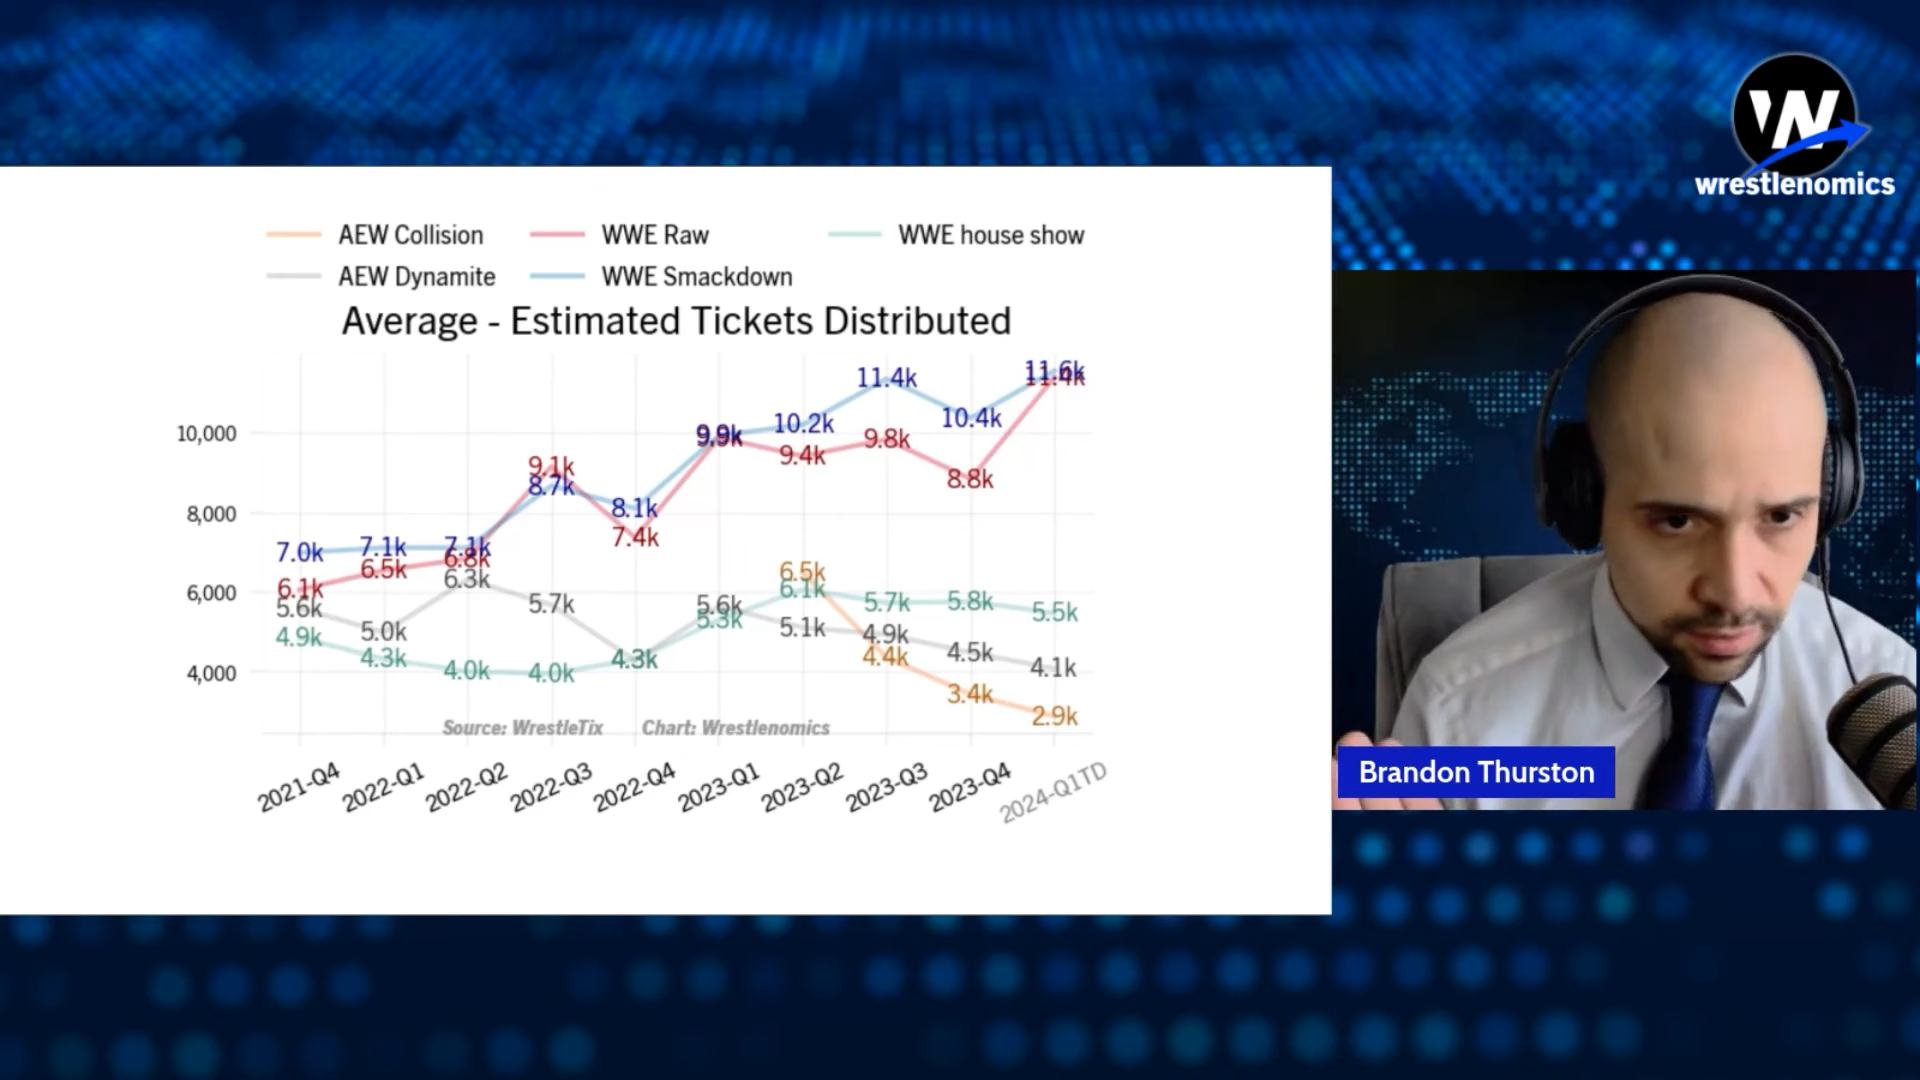 W
wrestlenomics
AEW Collision WWE Raw WWE house show
AEW Dynamite WWE Smackdown
Average - Estimated Tickets Distributed
10,000
8,000
6,000
4,000
7.0k 7.1k 7.1k 8.7k 8.1k 9.9k 10.2k 11.4k 10.4k 11.6k
6.1k 6.5k 6.8k 9.1k 7.4k 9.9k 9.4k 9.8k 8.8k 11.4k
5.6k 5.0k 6.3k 5.7k 4.3k 5.6k 5.1k 4.9k 4.5k 4.1k
4.9k 4.3k 4.0k 4.0k 4.3k 5.3k 6.1k 5.7k 5.8k 5.5k
6.5k 4.4k 3.4k 2.9k
Source: WrestleTix Chart: Wrestlenomics
2021-Q4 2022-Q1 2022-Q2 2022-Q3 2022-Q4 2023-Q1 2023-Q2 2023-Q3 2023-Q4 2024-Q1TD
Brandon Thurston